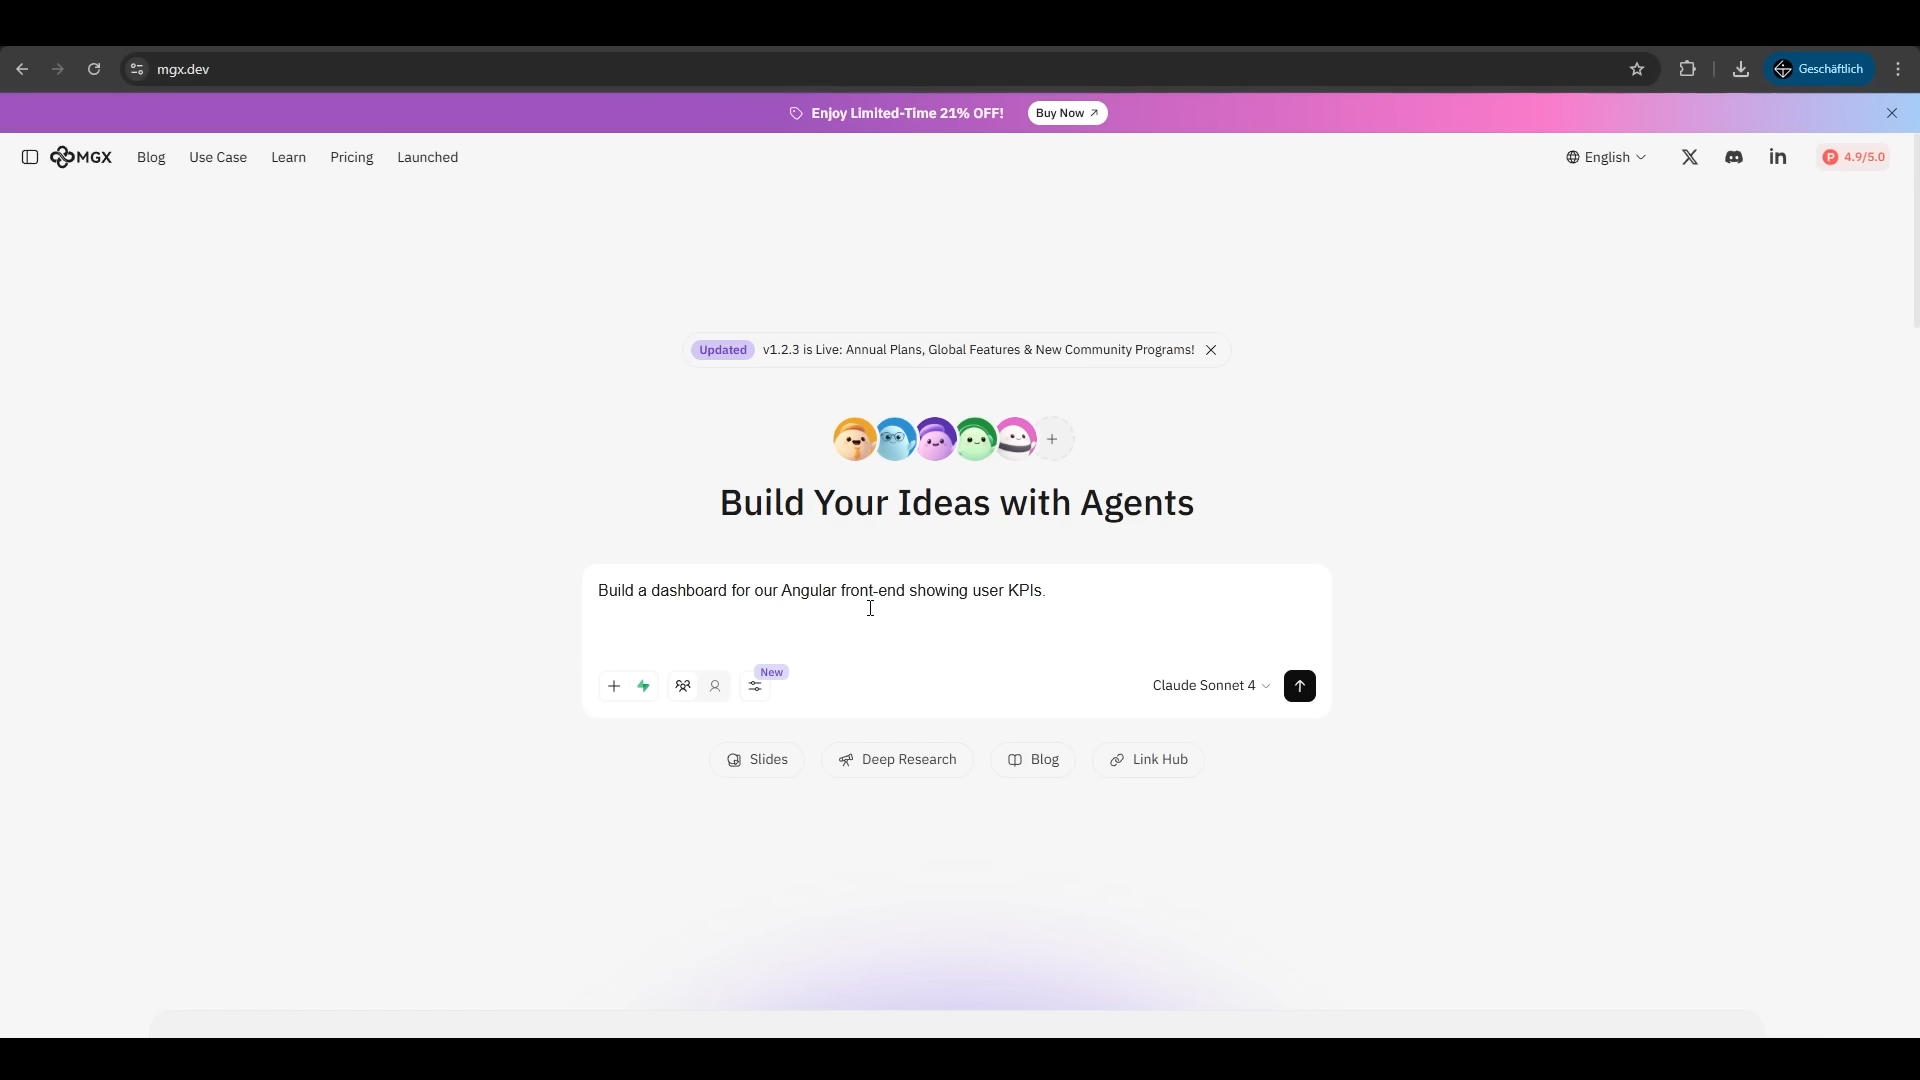 mgx.dev
Geschäftlich
Enjoy Limited-Time 21% OFF!
Buy Now
MGX
Blog
Use Case
Learn
Pricing
Launched
English
in
P 4.9/5.0
Updated v1.2.3 is Live: Annual Plans, Global Features & New Community Programs!
Build Your Ideas with Agents
Build a dashboard for our Angular front-end showing user KPIs.
New
Claude Sonnet 4
Slides
Deep Research
Blog
Link Hub